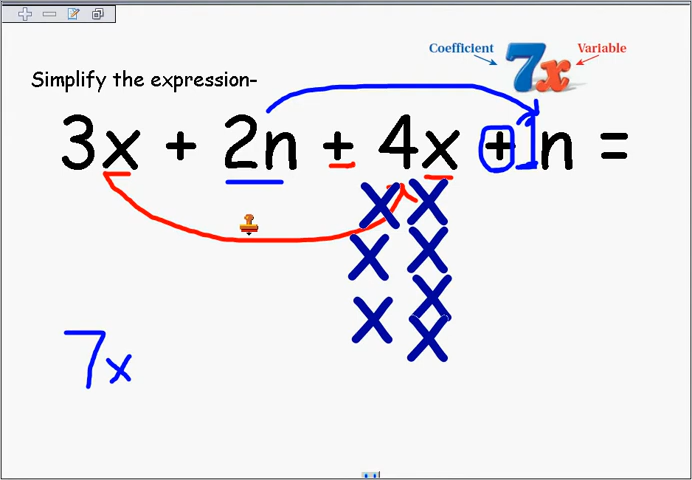 Coefficient 7x Variable
Simplify the expression-
3x + 2n + 4x + 1n =
x x
x x
x x
x
7x